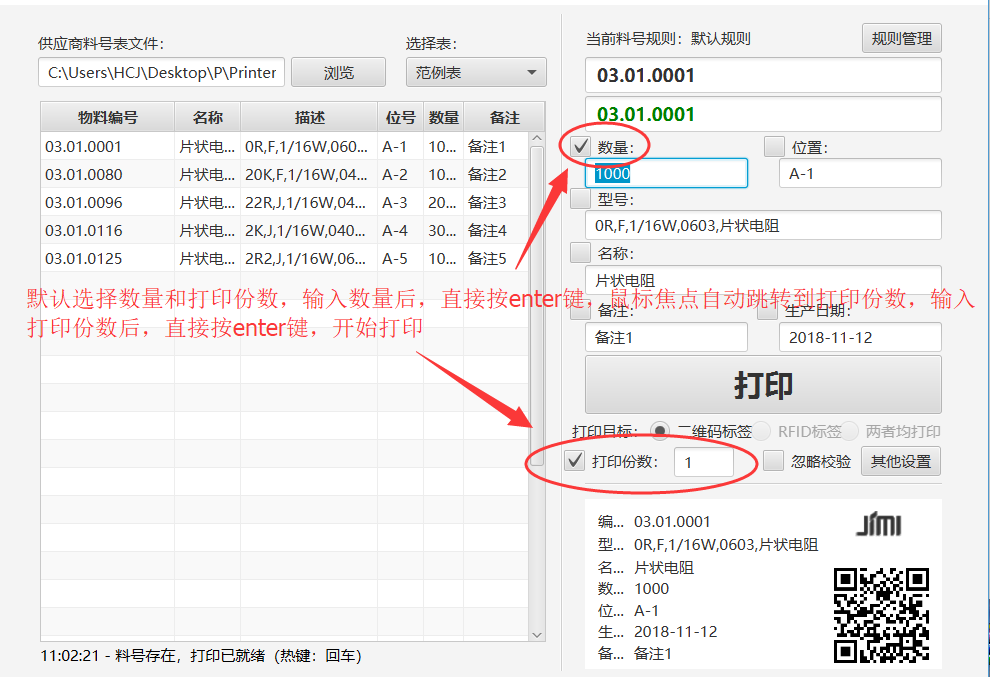 供应商料号表文件:
选择表:
C:\Users\HCJ\Desktop\P\Printer
浏览
范例表
物料编号 名称 描述 位号 数量 备注
03.01.0001 片状电... 0R,F,1/16W,060... A-1 10... 备注1
03.01.0080 片状电... 20K,F,1/16W,04... A-2 10... 备注2
03.01.0096 片状电... 22R,J,1/16W,04... A-3 20... 备注3
03.01.0116 片状电... 2K,J,1/16W,040... A-4 30... 备注4
03.01.0125 片状电... 2R2,J,1/16W,06... A-5 10... 备注5
默认选择数量和打印份数，输入数量后，直接按enter键，鼠标焦点自动跳转到打印份数，输入
打印份数后，直接按enter键，开始打印
11:02:21 - 料号存在，打印已就绪（热键：回车）
当前料号规则：默认规则
规则管理
03.01.0001
03.01.0001
数量:
位置:
1000
A-1
型号:
0R,F,1/16W,0603,片状电阻
名称:
片状电阻
备注:
生产日期:
备注1
2018-11-12
打印
打印目标: 二维码标签 RFID标签 两者均打印
打印份数: 1 忽略校验 其他设置
编... 03.01.0001
JIMI
型... 0R,F,1/16W,0603,片状电阻
名... 片状电阻
数... 1000
位... A-1
生... 2018-11-12
备... 备注1